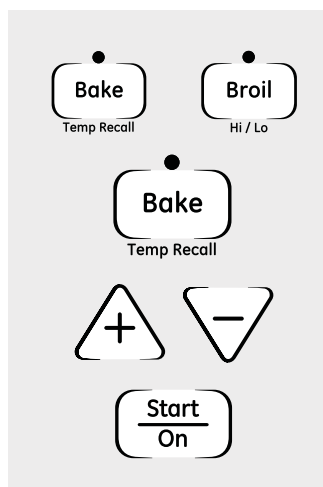 Bake Broil
Temp Recall Hi / Lo
Bake
Temp Recall
+ −
Start
On